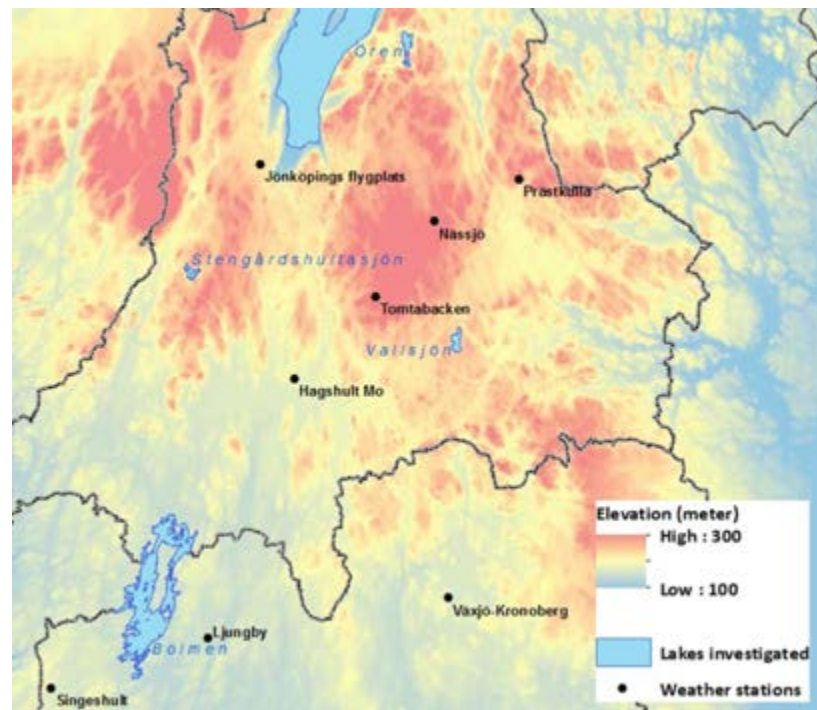 Ören
Jönköpings flygplats
Prästkulla
Nässjö
Stengårdshultasjön
Tomtabacken
Vallsjön
Hagshult Mo
Elevation (meter)
High : 300
Low : 100
Växjö-Kronoberg
Ljungby
Bolmen
Lakes investigated
Singeshult
Weather stations